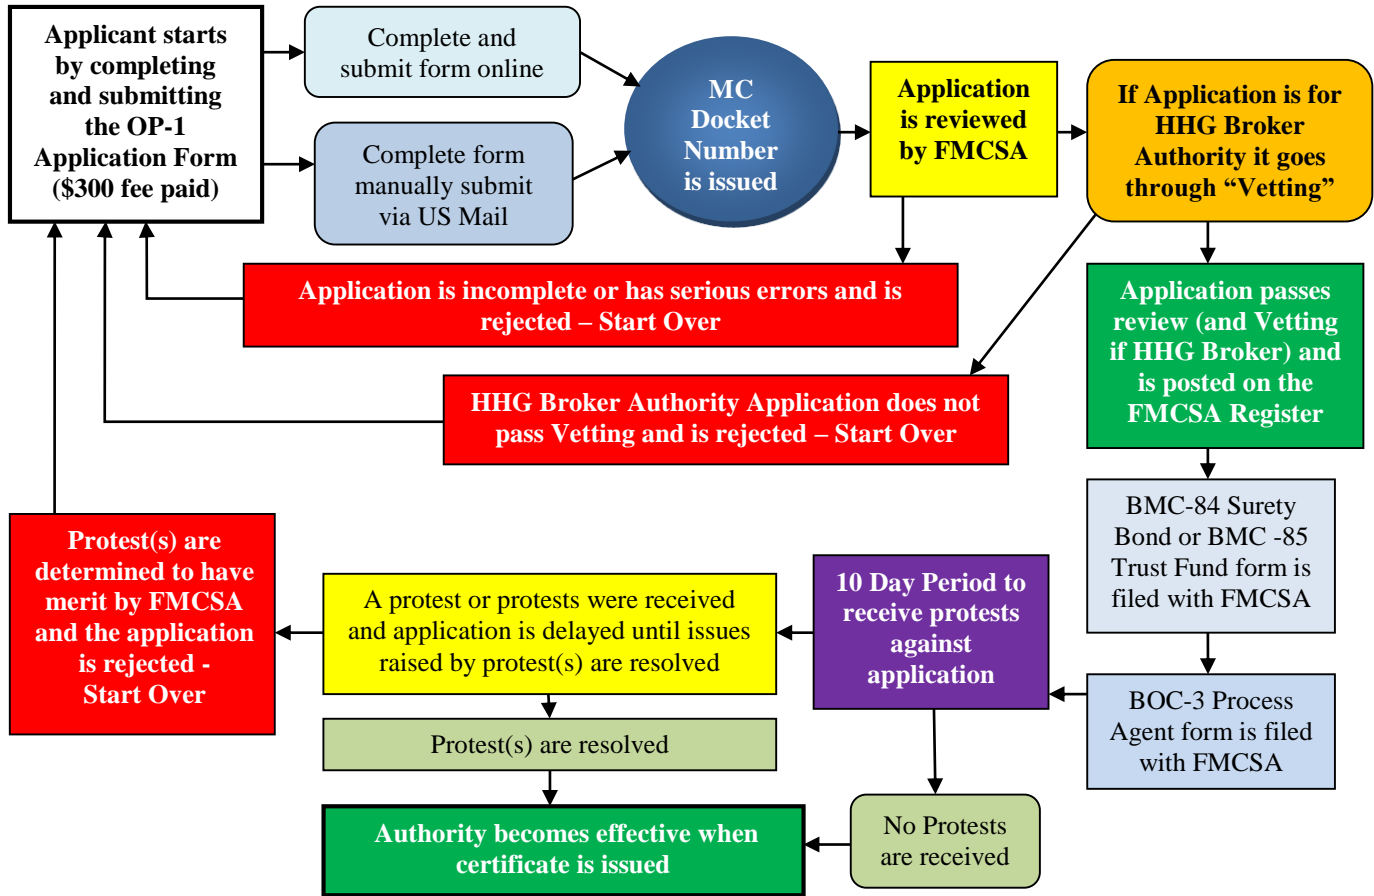 Applicant starts
by completing
and submitting
the OP-1
Application Form
($300 fee paid)
Complete and
submit form online
Complete form
manually submit
via US Mail
MC
Docket
Number
is issued
Application
is reviewed
by FMCSA
If Application is for
HHG Broker
Authority it goes
through “Vetting”
Application is incomplete or has serious errors and is
rejected – Start Over
HHG Broker Authority Application does not
pass Vetting and is rejected – Start Over
Application passes
review (and Vetting
if HHG Broker) and
is posted on the
FMCSA Register
BMC-84 Surety
Bond or BMC -85
Trust Fund form is
filed with FMCSA
BOC-3 Process
Agent form is filed
with FMCSA
10 Day Period to
receive protests
against
application
A protest or protests were received
and application is delayed until issues
raised by protest(s) are resolved
Protest(s) are
determined to have
merit by FMCSA
and the application
is rejected -
Start Over
Protest(s) are resolved
No Protests
are received
Authority becomes effective when
certificate is issued